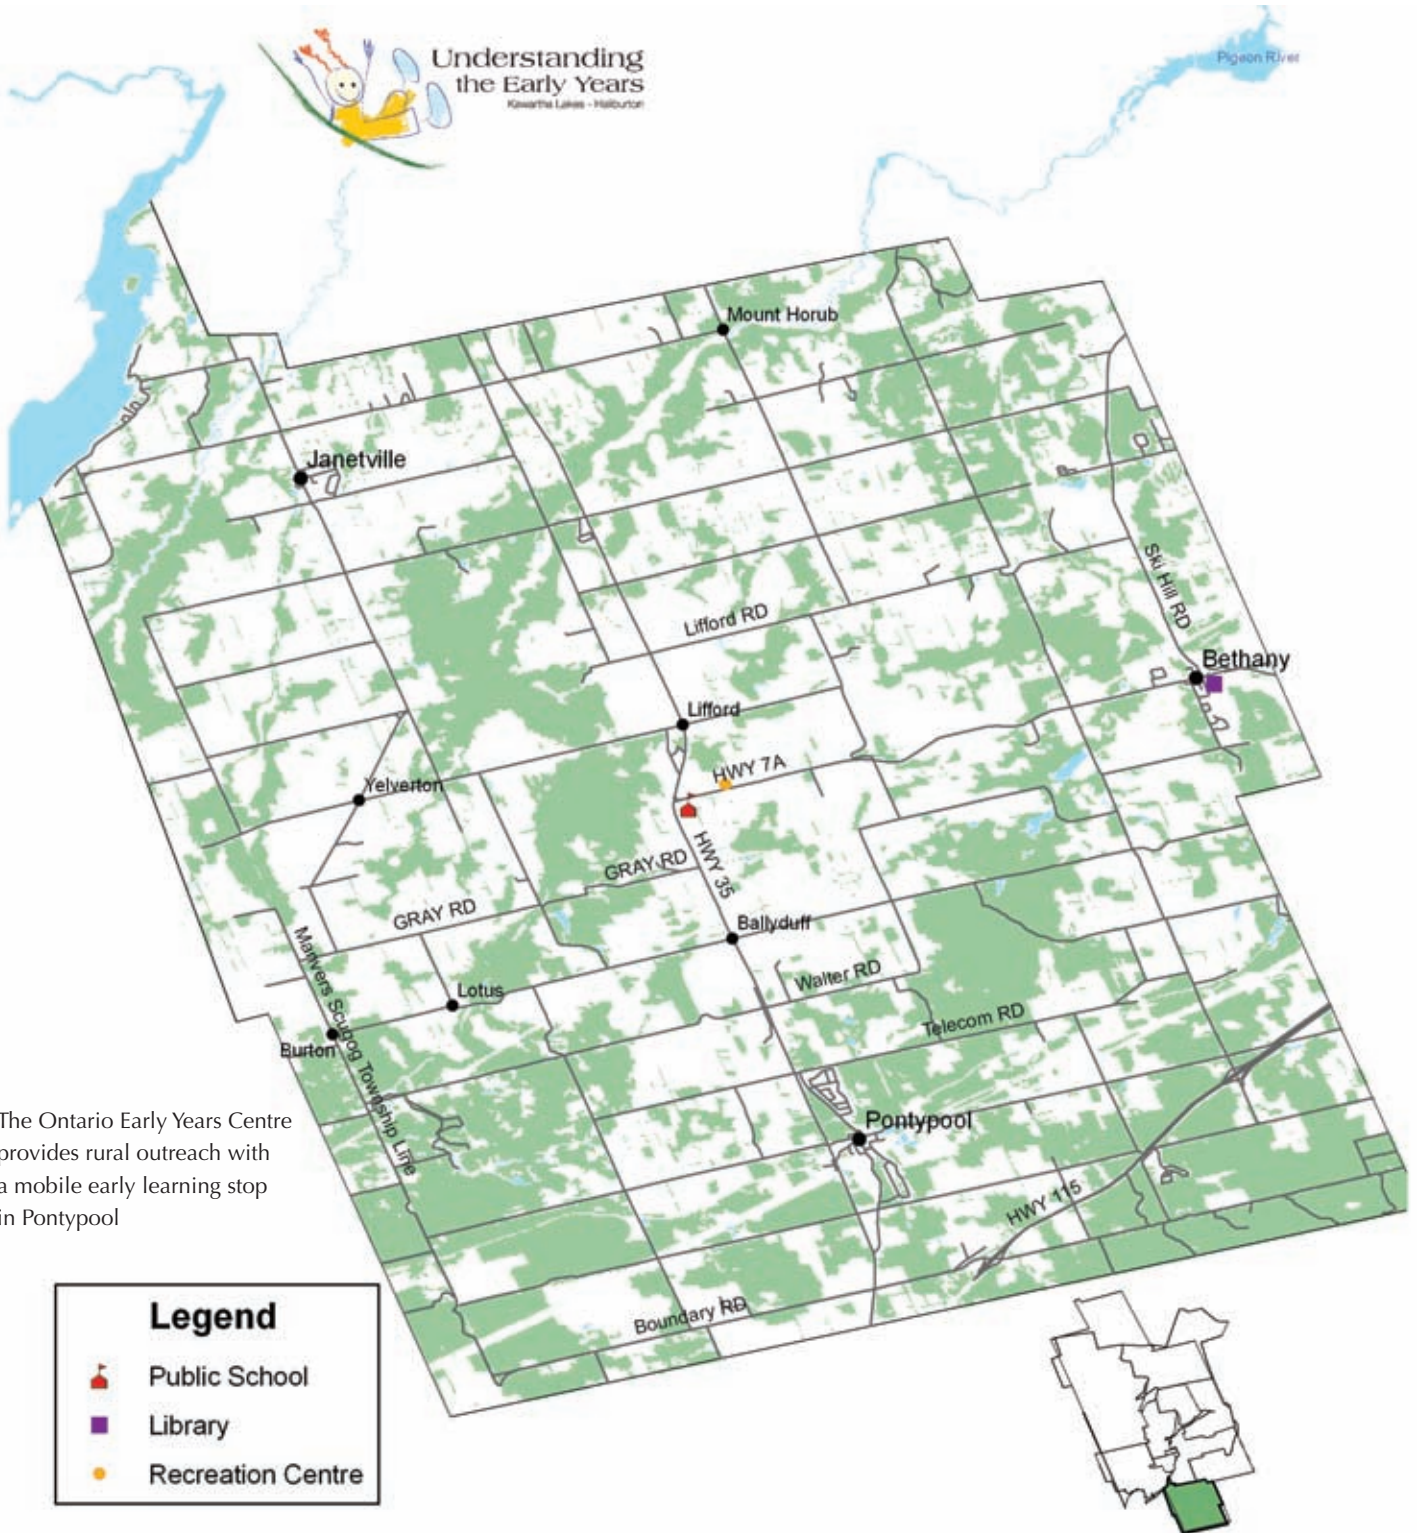 Understanding
the Early Years
Kawartha Lakes - Haliburton
Pigeon River
Mount Horub
Janetville
Ski Hill RD
Lifford RD
Bethany
Lifford
HWY 7A
Yelverton
HWY 35
GRAY RD
GRAY RD
Ballyduff
Manvers Scugog Township Line
Walter RD
Lotus
Telecom RD
Burton
Pontypool
The Ontario Early Years Centre
provides rural outreach with
a mobile early learning stop
in Pontypool
HWY 115
Boundary RD
Legend
Public School
Library
Recreation Centre